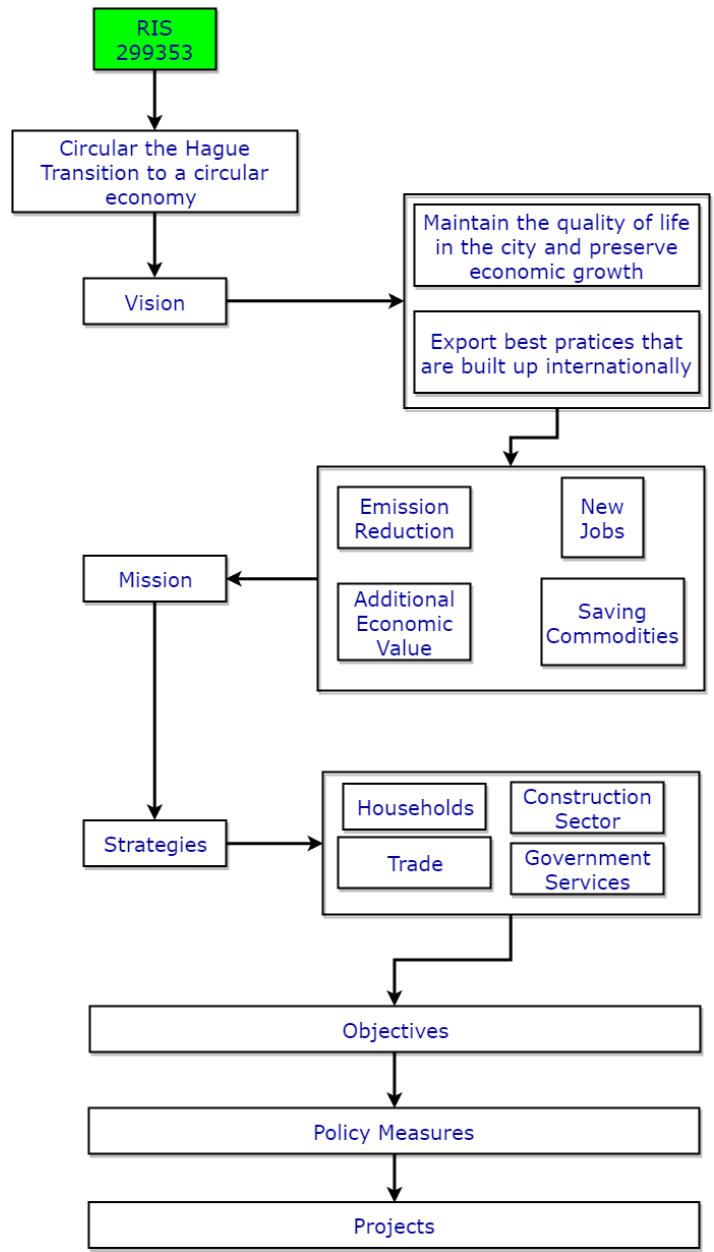 RIS
299353
Circular the Hague
Transition to a circular
economy
Vision
Maintain the quality of life
in the city and preserve
economic growth
Export best pratices that
are built up internationally
Emission
Reduction
New
Jobs
Mission
Additional
Economic
Value
Saving
Commodities
Strategies
Households
Construction
Sector
Trade
Government
Services
Objectives
Policy Measures
Projects